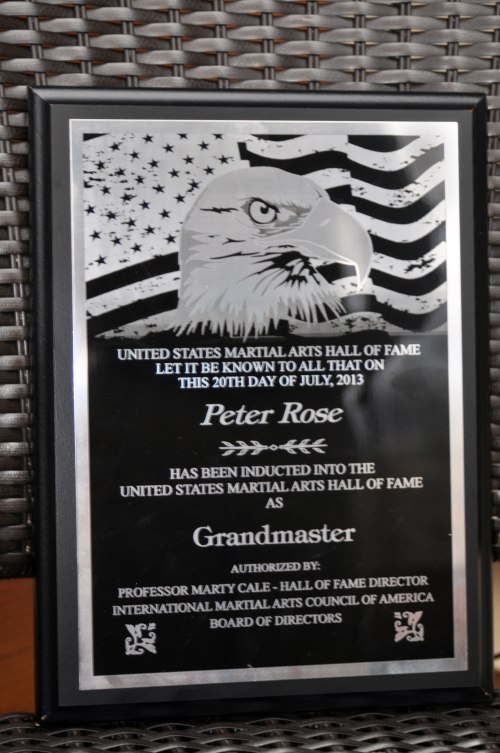 UNITED STATES MARTIAL ARTS HALL OF FAME
LET IT BE KNOWN TO ALL THAT ON
THIS 20TH DAY OF JULY, 2013
Peter Rose
HAS BEEN INDUCTED INTO THE
UNITED STATES MARTIAL ARTS HALL OF FAME
AS
Grandmaster
AUTHORIZED BY:
PROFESSOR MARTY CALE - HALL OF FAME DIRECTOR
INTERNATIONAL MARTIAL ARTS COUNCIL OF AMERICA
BOARD OF DIRECTORS